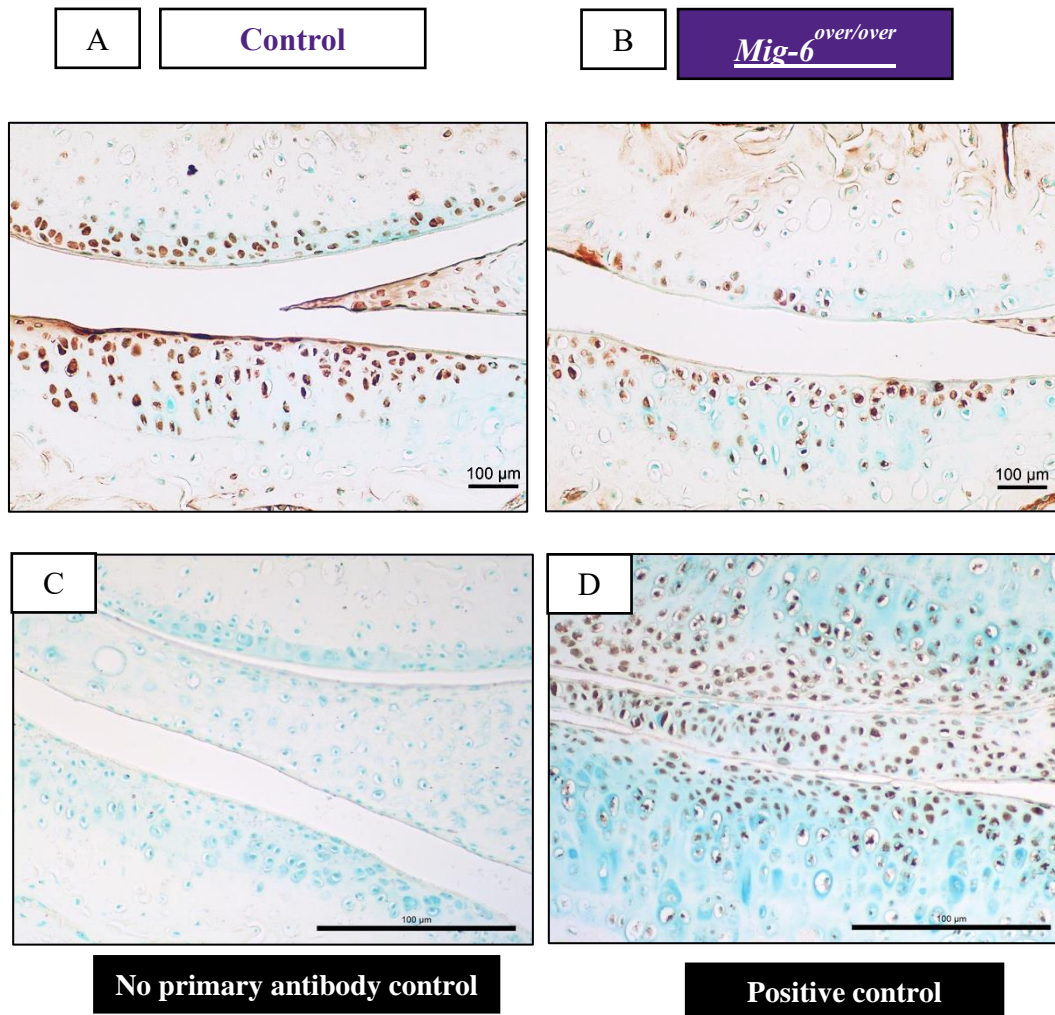 A
Control
B
Mig-6over/over
100 µm
100 µm
C
D
100 µm
100 µm
No primary antibody control
Positive control